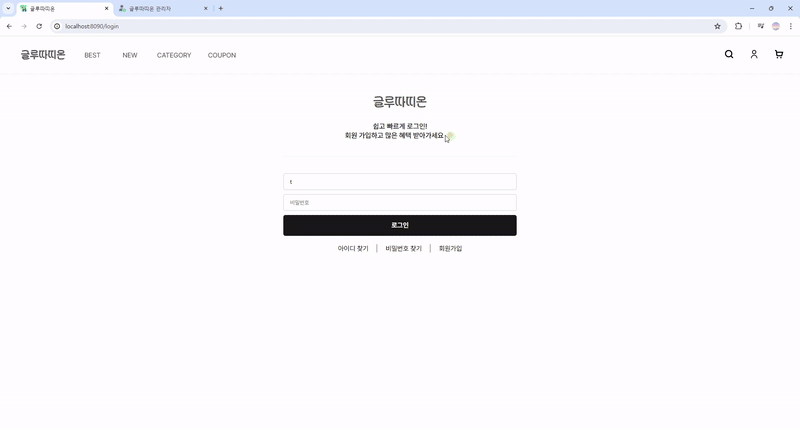 글루따띠온
글루따띠온 관리자
localhost:8090/login
글루따띠온
BEST
NEW
CATEGORY
COUPON
글루따띠온
쉽고 빠르게 로그인!
회원 가입하고 많은 혜택 받아가세요
1
비밀번호
로그인
아이디 찾기
비밀번호 찾기
회원가입